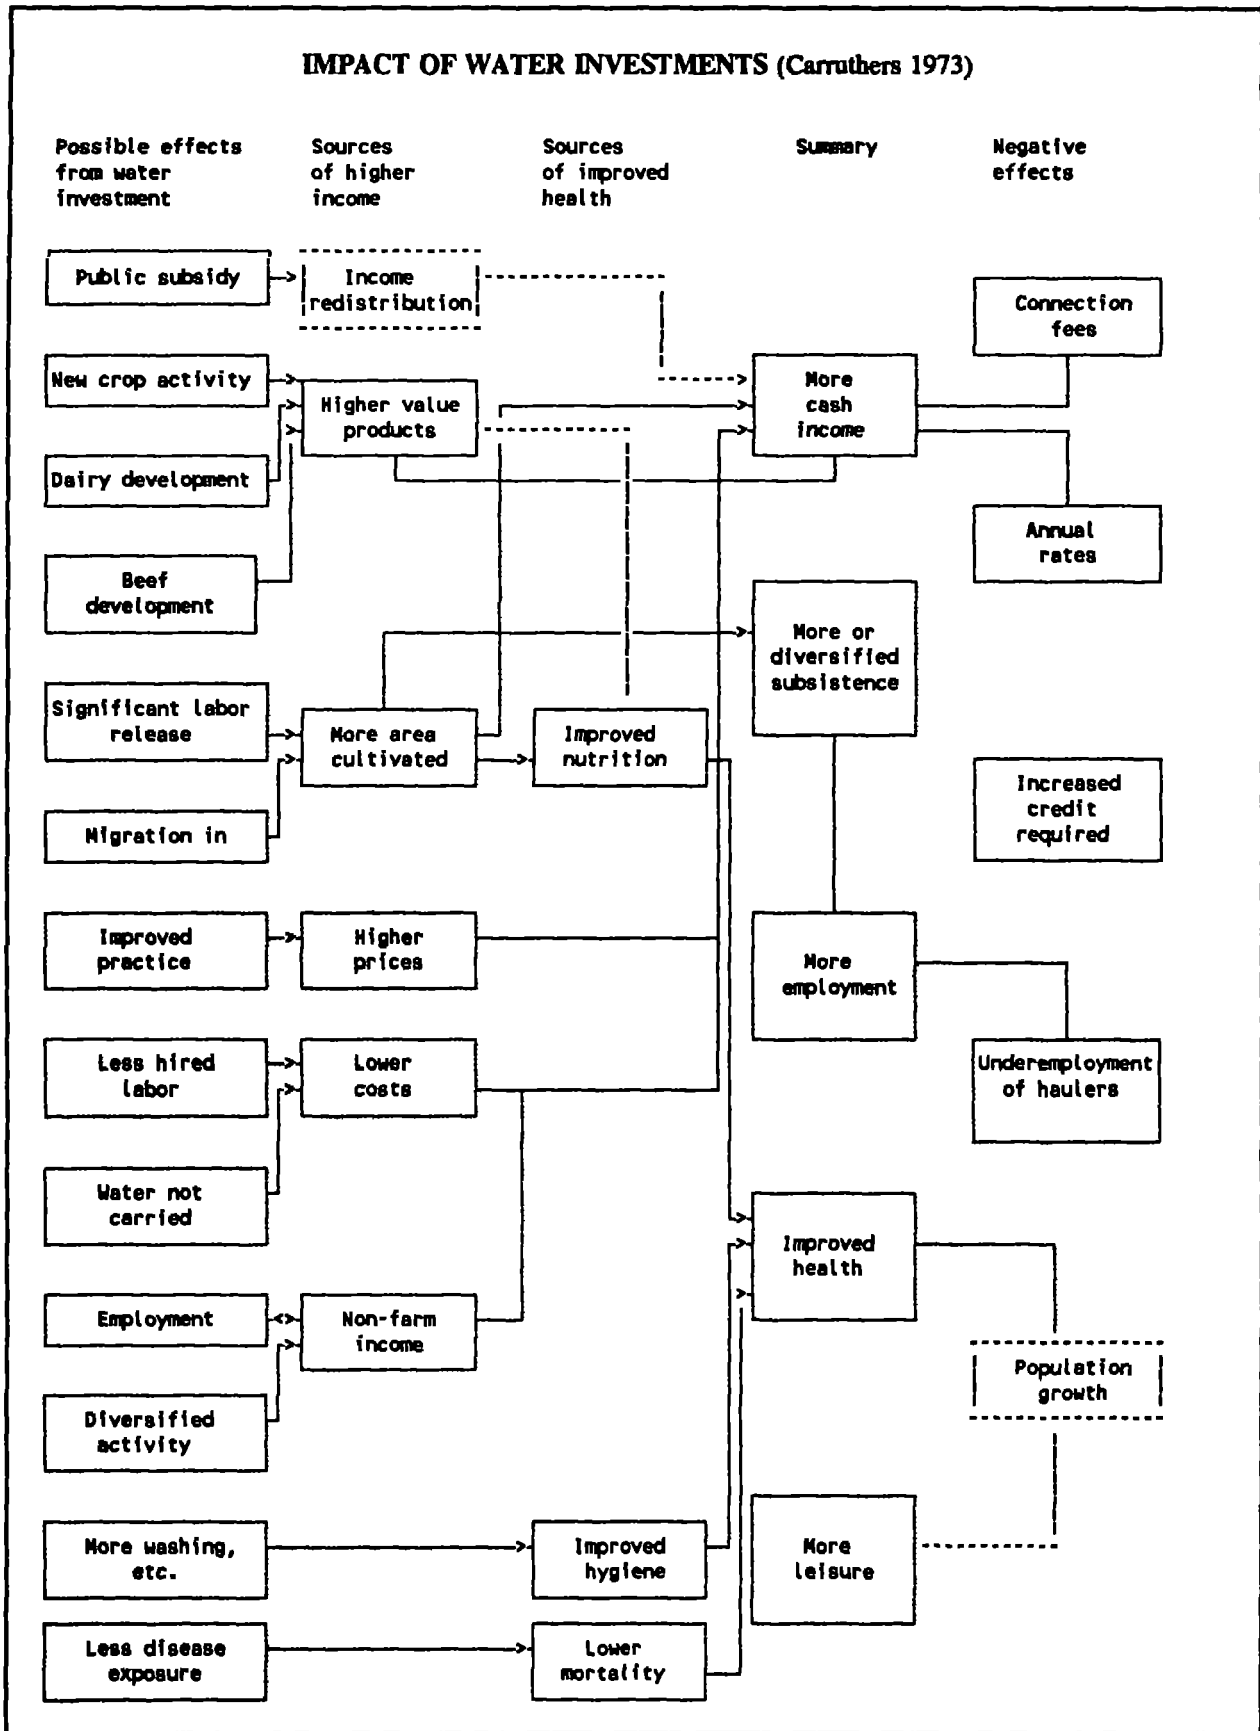 IMPACT OF WATER INVESTMENTS (Carruthers 1973)
Possible effects
from water
investment
Sources
of higher
income
Sources
of improved
health
Summary
Negative
effects
Public subsidy
Income
redistribution
Connection
fees
New crop activity
Higher value
products
More
cash
income
Dairy development
Annual
rates
Beef
development
More or
diversified
subsistence
Significant labor
release
More area
cultivated
Improved
nutrition
Increased
credit
required
Migration in
Improved
practice
Higher
prices
More
employment
Less hired
labor
Lower
costs
Underemployment
of haulers
Water not
carried
Improved
health
Employment
Non-farm
income
Population
growth
Diversified
activity
More washing,
etc.
Improved
hygiene
More
leisure
Less disease
exposure
Lower
mortality